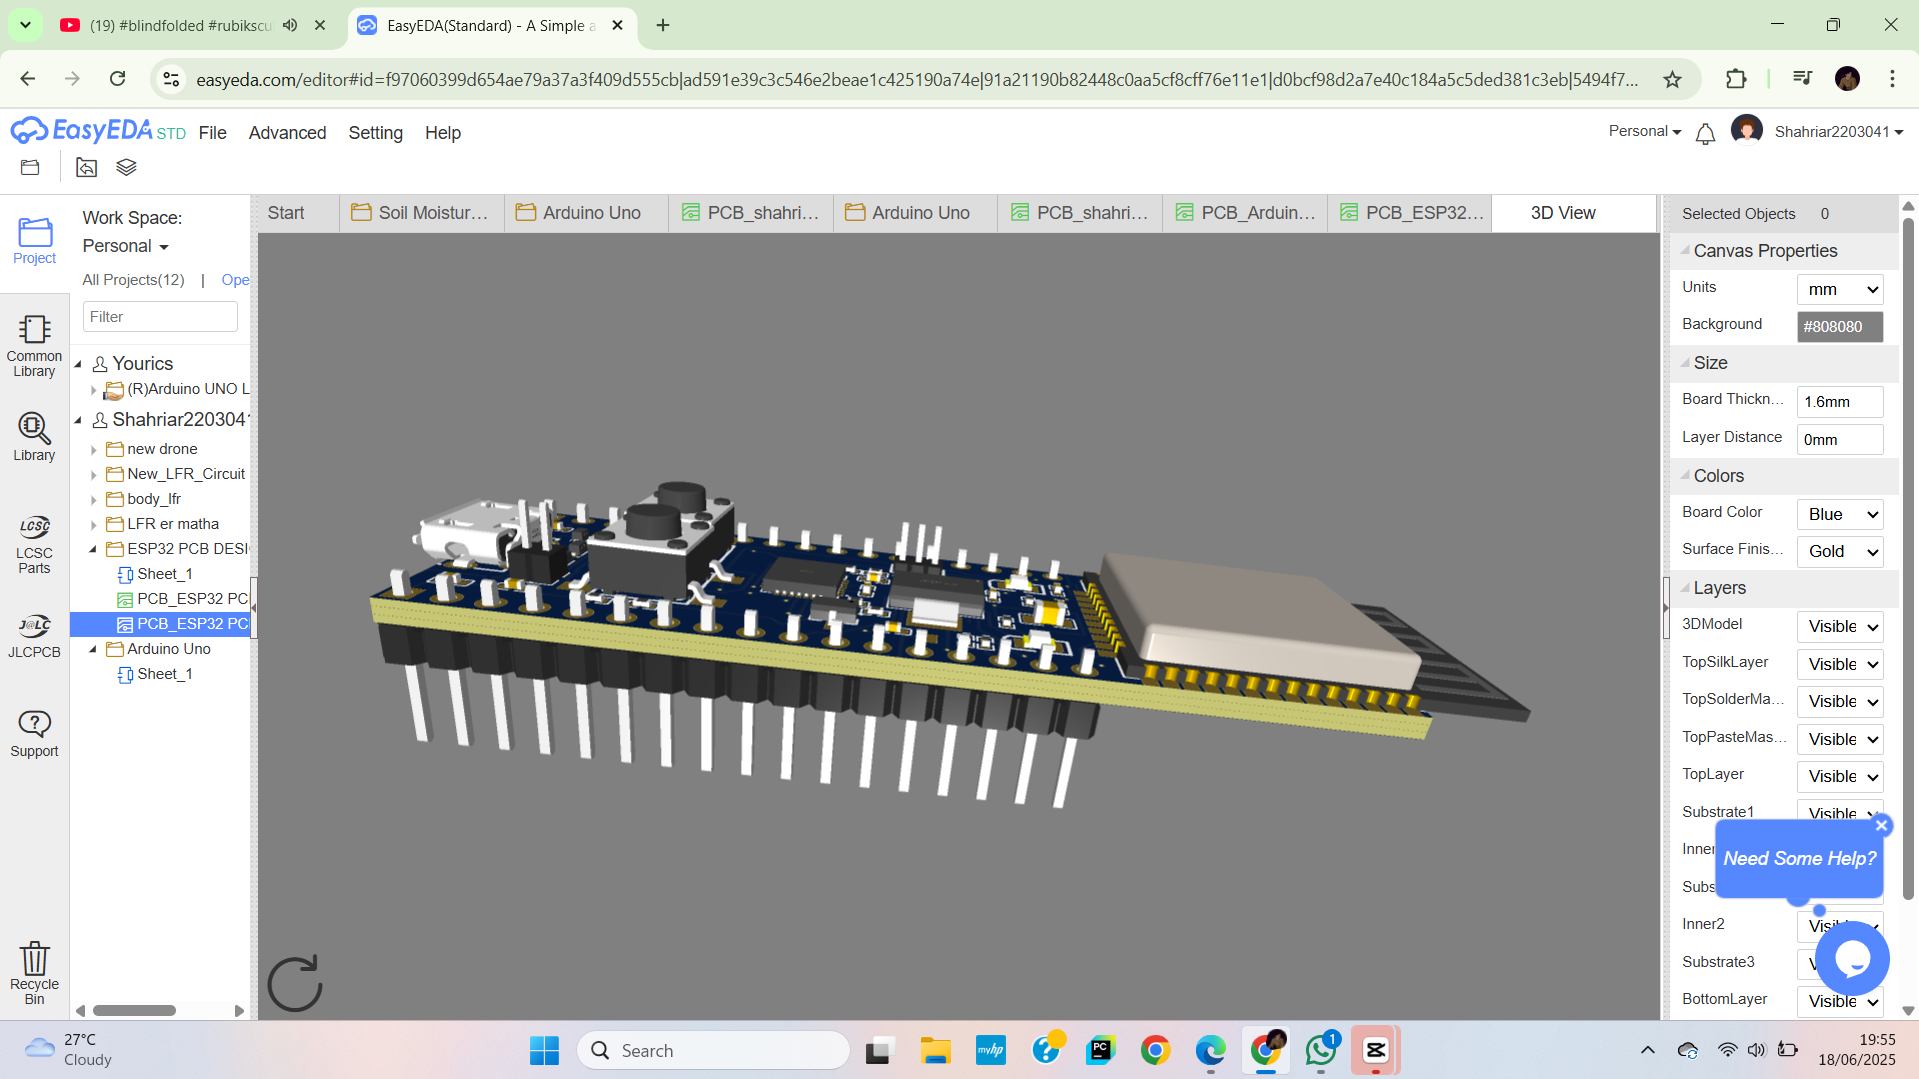 (19) #blindfolded #rubikscu
EasyEDA(Standard) - A Simple a
easyeda.com/editor#id=f97060399d654ae79a37a3f409d555cb|ad591e39c3c546e2beae1c425190a74e|91a21190b82448c0aa5cf8cff76e11e1|d0bcf98d2a7e40c184a5c5ded381c3eb|5494f7...
EasyEDA STD File Advanced Setting Help
Personal
Shahriar2203041
Start
Soil Moistur...
Arduino Uno
PCB_shahri...
Arduino Uno
PCB_shahri...
PCB_Arduin...
PCB_ESP32...
3D View
Project
Common Library
Library
LCSC
LCSC Parts
J@LC
JLCPCB
Support
Recycle Bin
Work Space:
Personal
All Projects(12) | Ope
Filter
Yourics
(R)Arduino UNO L
Shahriar220304
new drone
New_LFR_Circuit
body_lfr
LFR er matha
ESP32 PCB DESI
Sheet_1
PCB_ESP32 PC
PCB_ESP32 PC
Arduino Uno
Sheet_1
Selected Objects 0
Canvas Properties
Units mm
Background #808080
Size
Board Thickn... 1.6mm
Layer Distance 0mm
Colors
Board Color Blue
Surface Finis... Gold
Layers
3DModel Visible
TopSilkLayer Visible
TopSolderMa... Visible
TopPasteMas... Visible
TopLayer Visible
Substrate1 Visible
Inner
Subs
Need Some Help?
Inner2
Substrate3
BottomLayer Visible
27°C
Cloudy
Search
PC
myhp
1
19:55
18/06/2025